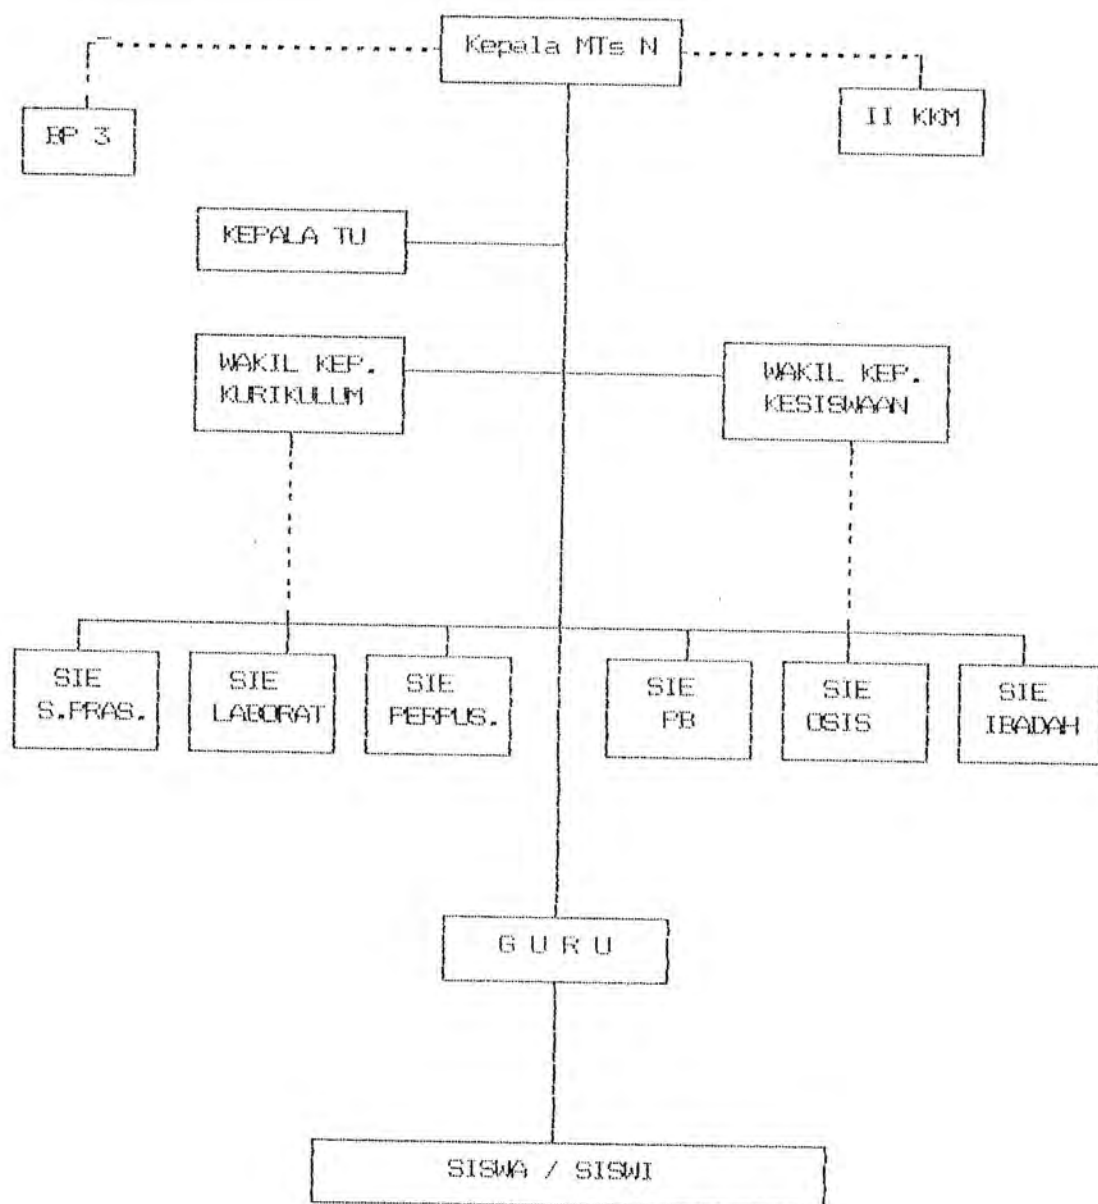 Kepala MTs N
BP 3
II KKM
KEPALA TU
WAKIL KEP.
KURIKULUM
WAKIL KEP.
KESISWAAN
SIE
S.PRAS.
SIE
LABORAT
SIE
PERPUS.
SIE
PB
SIE
OSIS
SIE
IBADAH
G U R U
SISWA / SISWI